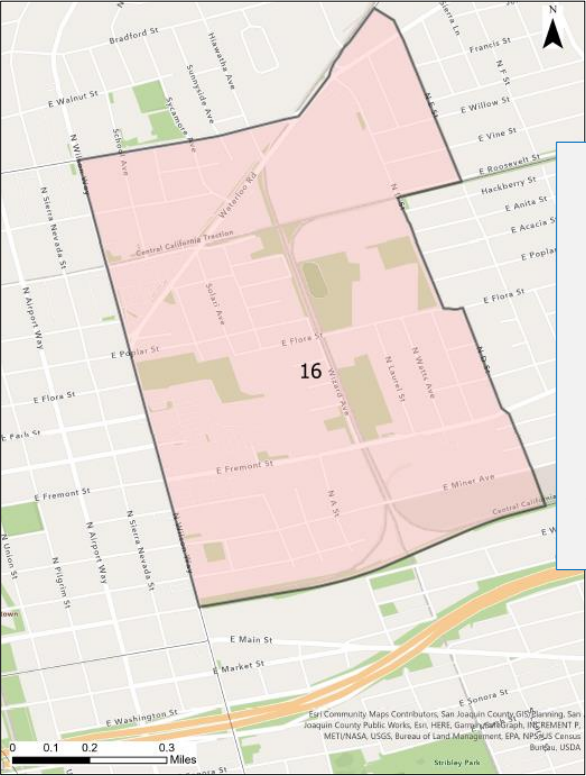 N
Bradford St
Hiawatha Ave
Sierra Ln
Francis St
N F St
Sunnyside Ave
E Walnut St
Sycamore Ave
E Willow St
School Ave
E Vine St
E Roosevelt St
Hackberry St
Waterloo Rd
E Anita St
N Sierra Nevada St
E Acacia S
Central California Traction
E Poplar
N Airport Way
Solari Ave
E Flora St
E Flora St
E Poplar St
16
Wizard Ave
N Laurel St
N Watts Ave
E Flora St
E Park St
E Fremont St
E Miner Ave
E Fremont St
N A St
Central California
N Union St
N Pilgrim St
N Airport Way
N Sierra Nevada St
E W
E Main St
E Market St
E Sonora St
E Washington St
Esri Community Maps Contributors, San Joaquin County GIS/Planning, San
Joaquin County Public Works, Esri, HERE, Garmin, SafeGraph, INCREMENT P,
METI/NASA, USGS, Bureau of Land Management, EPA, NPS, US Census
Bureau, USDA
0 0.1 0.2 0.3
Miles
Stribley Park